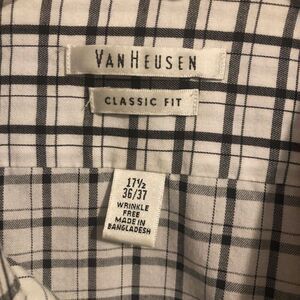 VAN HEUSEN
CLASSIC FIT
17½
36/37
WRINKLE
FREE
MADE IN
BANGLADESH